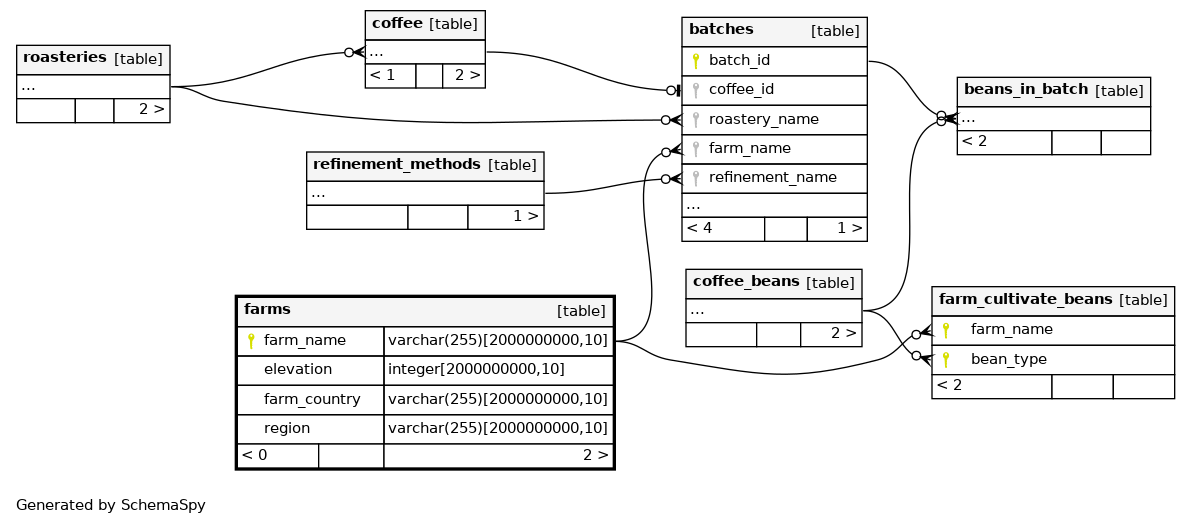 roasteries [table]
...
2 >
coffee [table]
...
< 1 2 >
batches [table]
batch_id
coffee_id
roastery_name
farm_name
refinement_name
...
< 4 1 >
beans_in_batch [table]
...
< 2
refinement_methods [table]
...
1 >
coffee_beans [table]
...
2 >
farm_cultivate_beans [table]
farm_name
bean_type
< 2
farms [table]
farm_name varchar(255)[2000000000,10]
elevation integer[2000000000,10]
farm_country varchar(255)[2000000000,10]
region varchar(255)[2000000000,10]
< 0 2 >
Generated by SchemaSpy